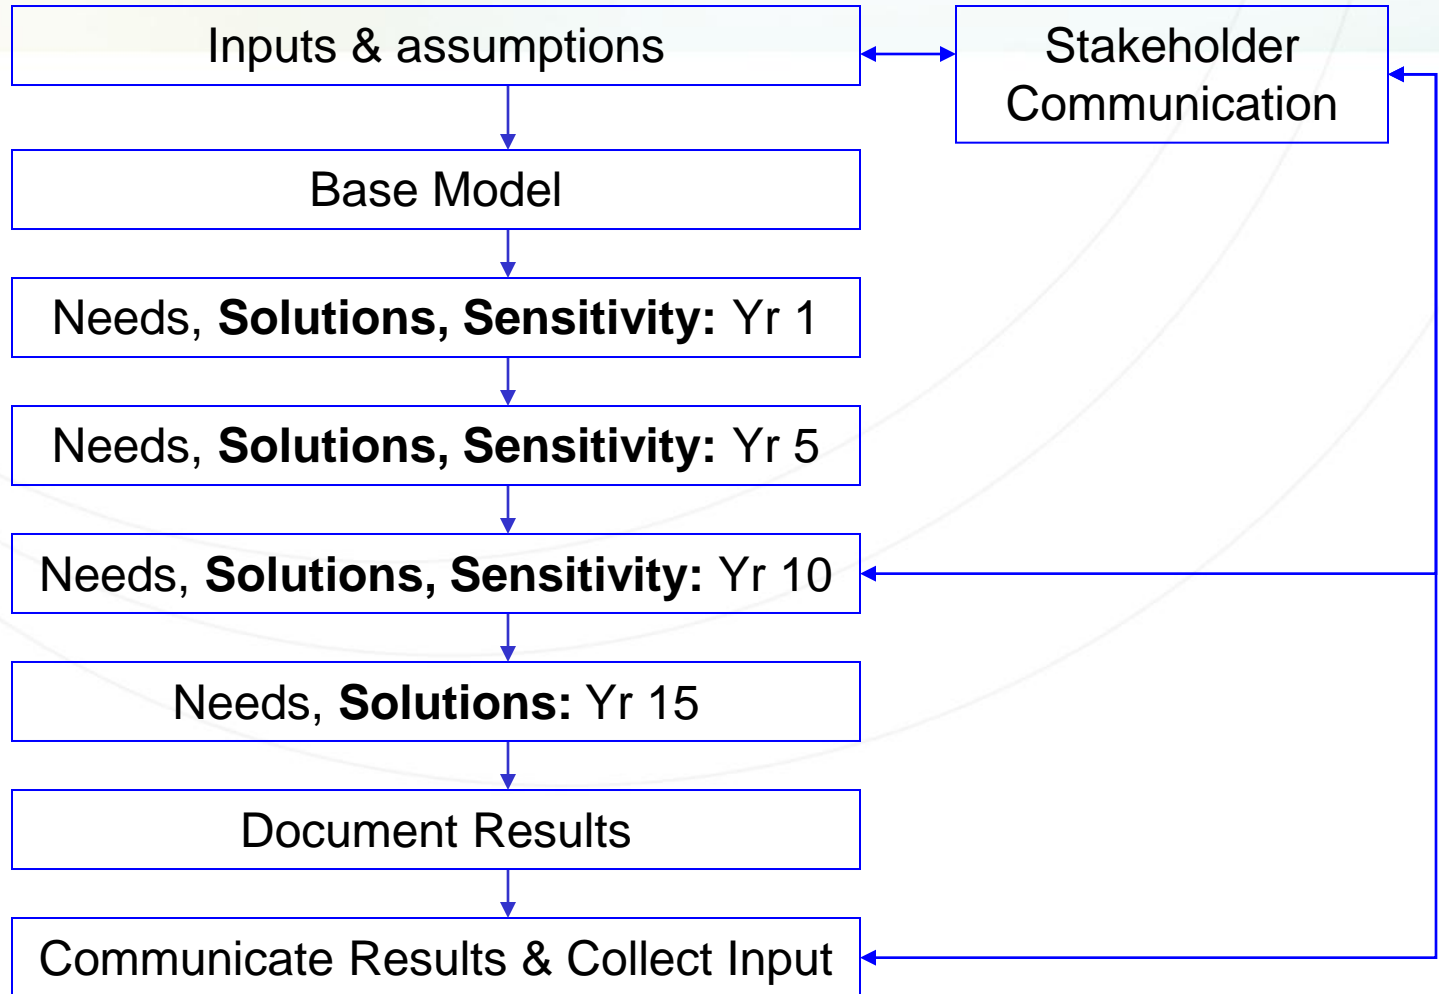 Inputs & assumptions
Stakeholder
Communication
Base Model
Needs, Solutions, Sensitivity: Yr 1
Needs, Solutions, Sensitivity: Yr 5
Needs, Solutions, Sensitivity: Yr 10
Needs, Solutions: Yr 15
Document Results
Communicate Results & Collect Input